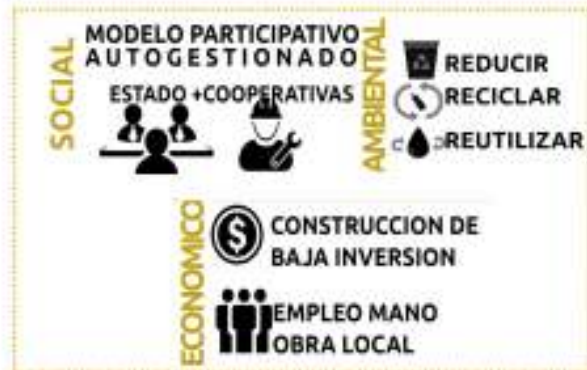 SOCIAL
MODELO PARTICIPATIVO
AUTOGESTIONADO
ESTADO +COOPERATIVAS
AMBIENTAL
REDUCIR
RECICLAR
REUTILIZAR
ECONOMICO
CONSTRUCCION DE
BAJA INVERSION
EMPLEO MANO
OBRA LOCAL